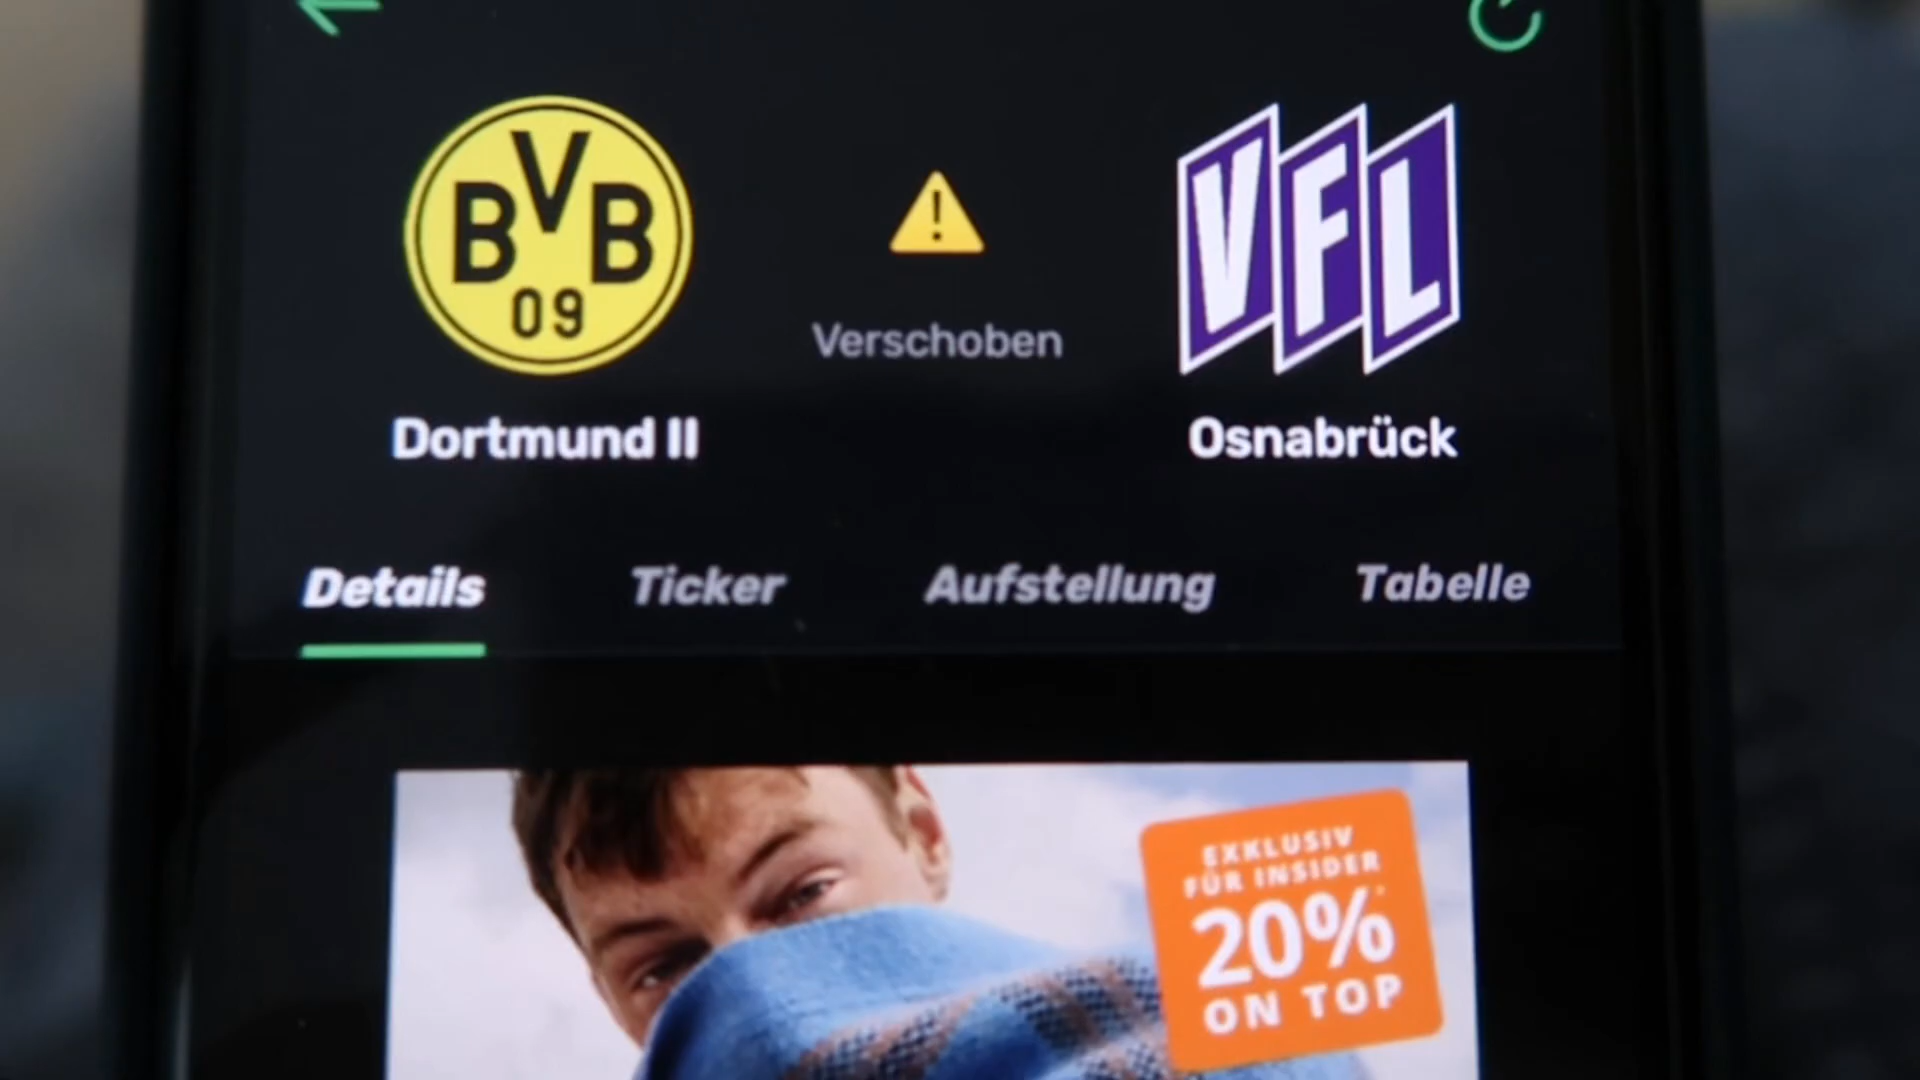 BVB
09
VFL
Verschoben
Dortmund II
Osnabrück
Details
Ticker
Aufstellung
Tabelle
EXKLUSIV
FÜR INSIDER
20%*
ON TOP